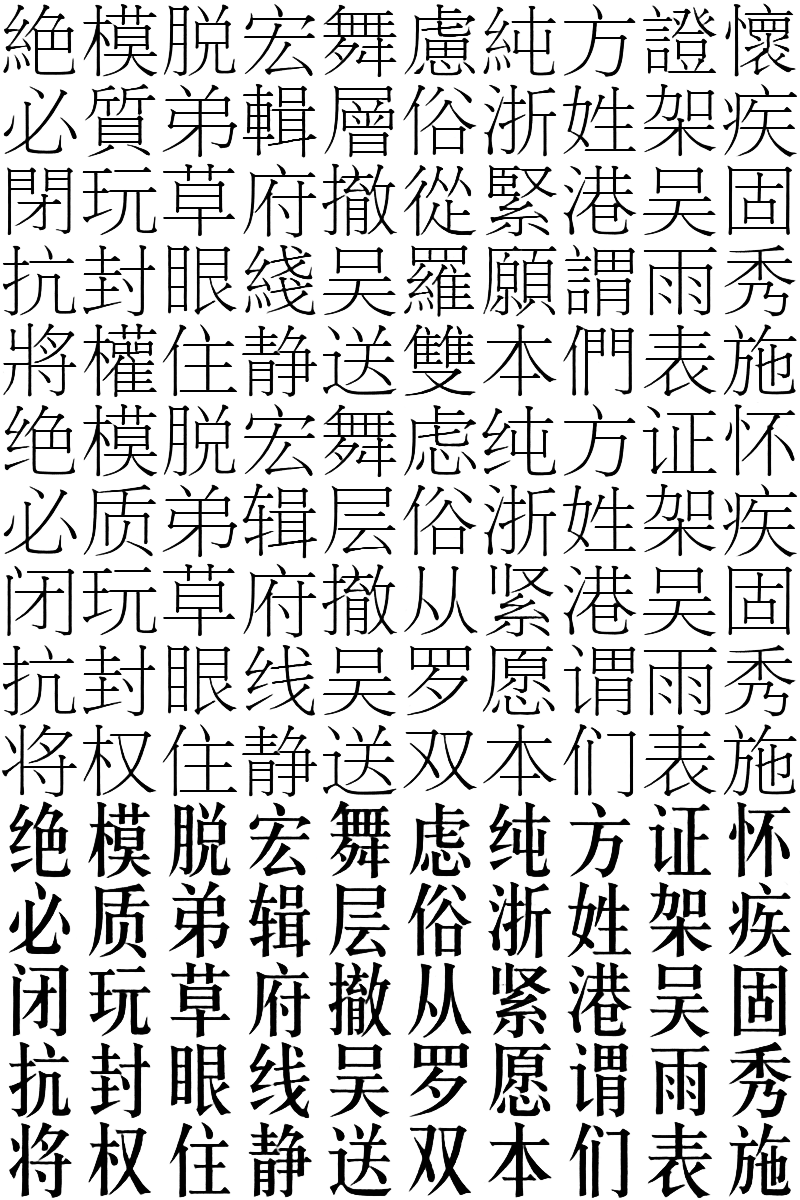 絶模脱宏舞慮純方證懷
必質弟輯層俗浙姓架疾
閉玩草府撤從緊港吴固
抗封眼綫吴羅願謂雨秀
將權住静送雙本們表施
绝模脱宏舞虑纯方证怀
必质弟辑层俗浙姓架疾
闭玩草府撤从紧港吴固
抗封眼线吴罗愿谓雨秀
将权住静送双本们表施
绝模脱宏舞虑纯方证怀
必质弟辑层俗浙姓架疾
闭玩草府撤从紧港吴固
抗封眼线吴罗愿谓雨秀
将权住静送双本们表施